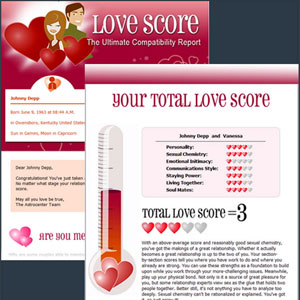 LOVE SCORE
The Ultimate Compatibility Report
Johnny Depp
Born June 9, 1963 at 08:44 A.M.
in Owensboro, Kentucky United States
Sun in Gemini, Moon in Capricorn
Dear Johnny Depp,
Congratulations! You've just taken
no matter what stage your relationship
score.
May all you love be true,
The Astrocenter Team
Are you me
YOUR TOTAL LOVE SCORE
Johnny Depp and Vanessa
Personality:
Sexual Chemistry:
Emotional Intimacy:
Communications Style:
Staying Power:
Living Together:
Soul Mates:
TOTAL LOVE SCORE = 3
With an above-average score and reasonably good sexual chemistry, you've got the makings of a great relationship. Whether it actually
becomes a great relationship is up to the two of you. Your section-
by-section scores tell you where you have work to do and where you
already are strong. You can use these strengths as a foundation to build
upon while you work through your more-challenging issues. Meanwhile,
play up your physical bond. Not only is it a source of great pleasure for
you, but some relationship experts view sex as the glue that holds two
people together. Better still, it's not anything you have to analyze too
deeply. Sexual chemistry can't be rationalized or explained. It's natural,